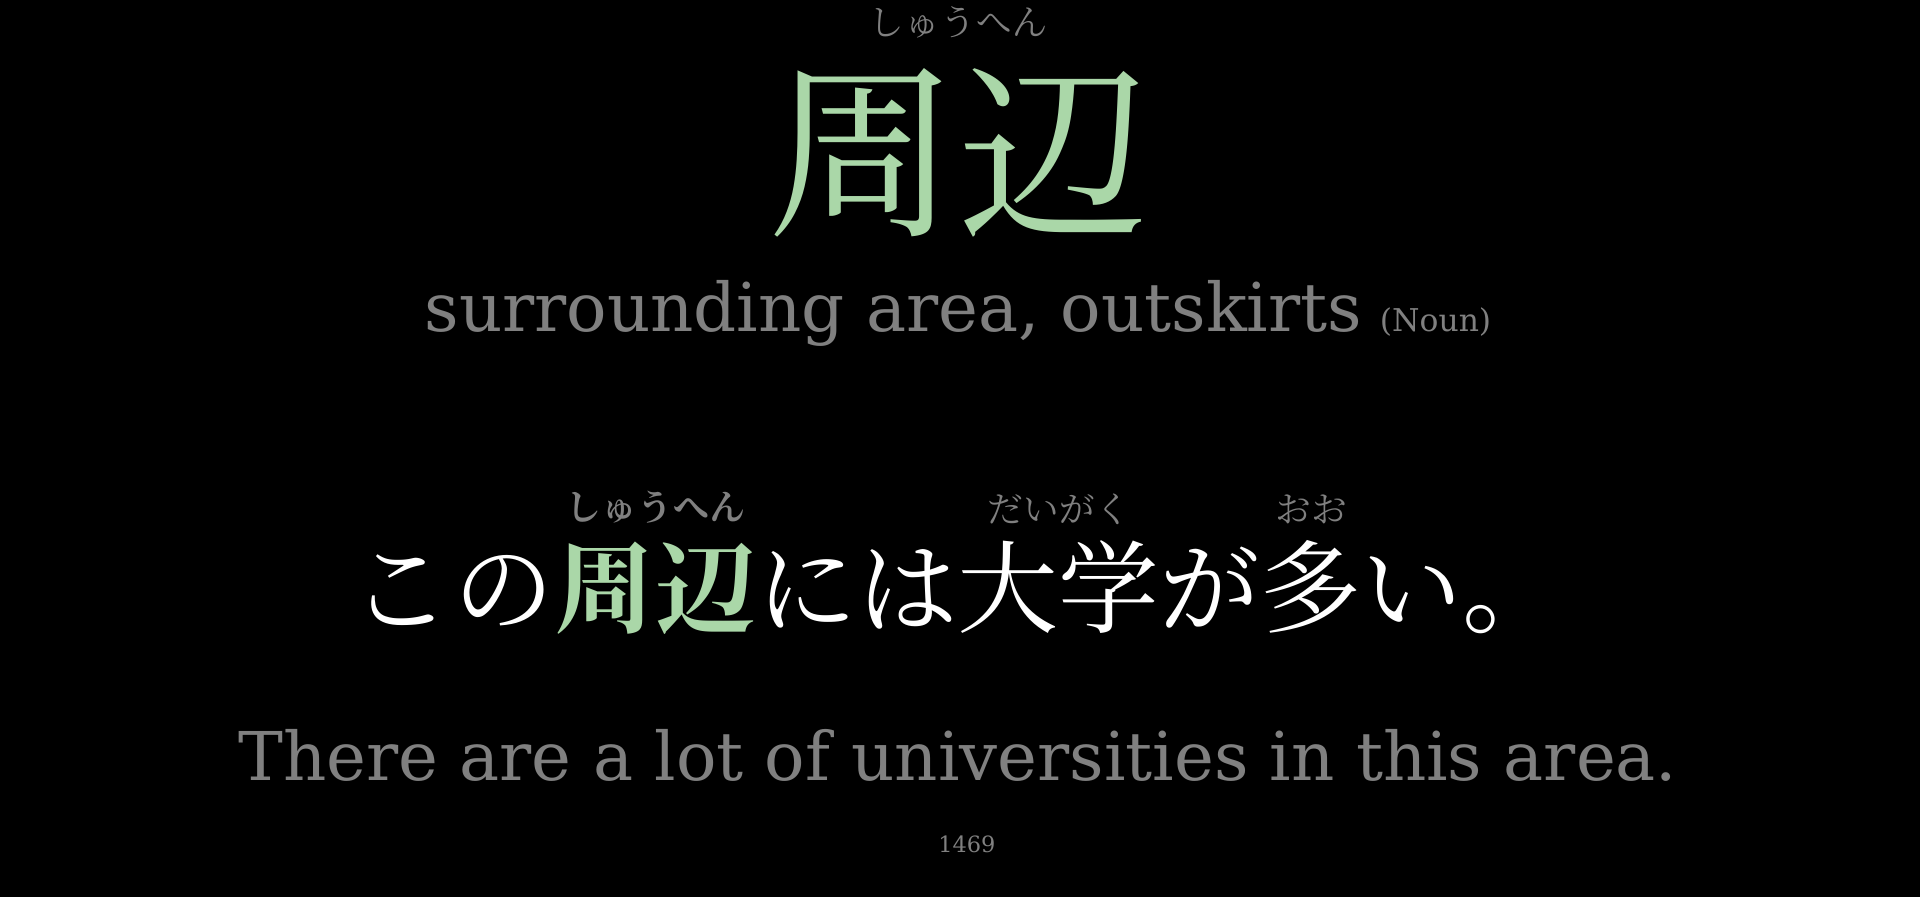 しゅうへん
周辺
surrounding area, outskirts (Noun)
しゅうへん だいがく おお
この周辺には大学が多い。
There are a lot of universities in this area.
1469